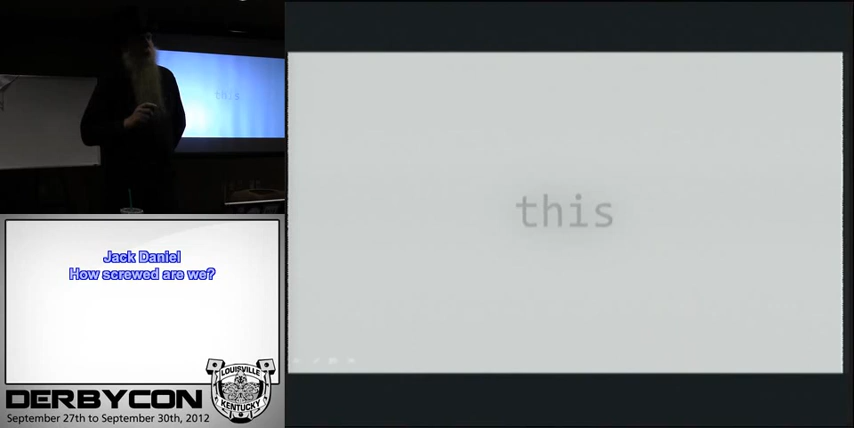 this
this
Jack Daniel
How screwed are we?
LOUISVILLE
KENTUCKY
DERBYCON
September 27th to September 30th, 2012